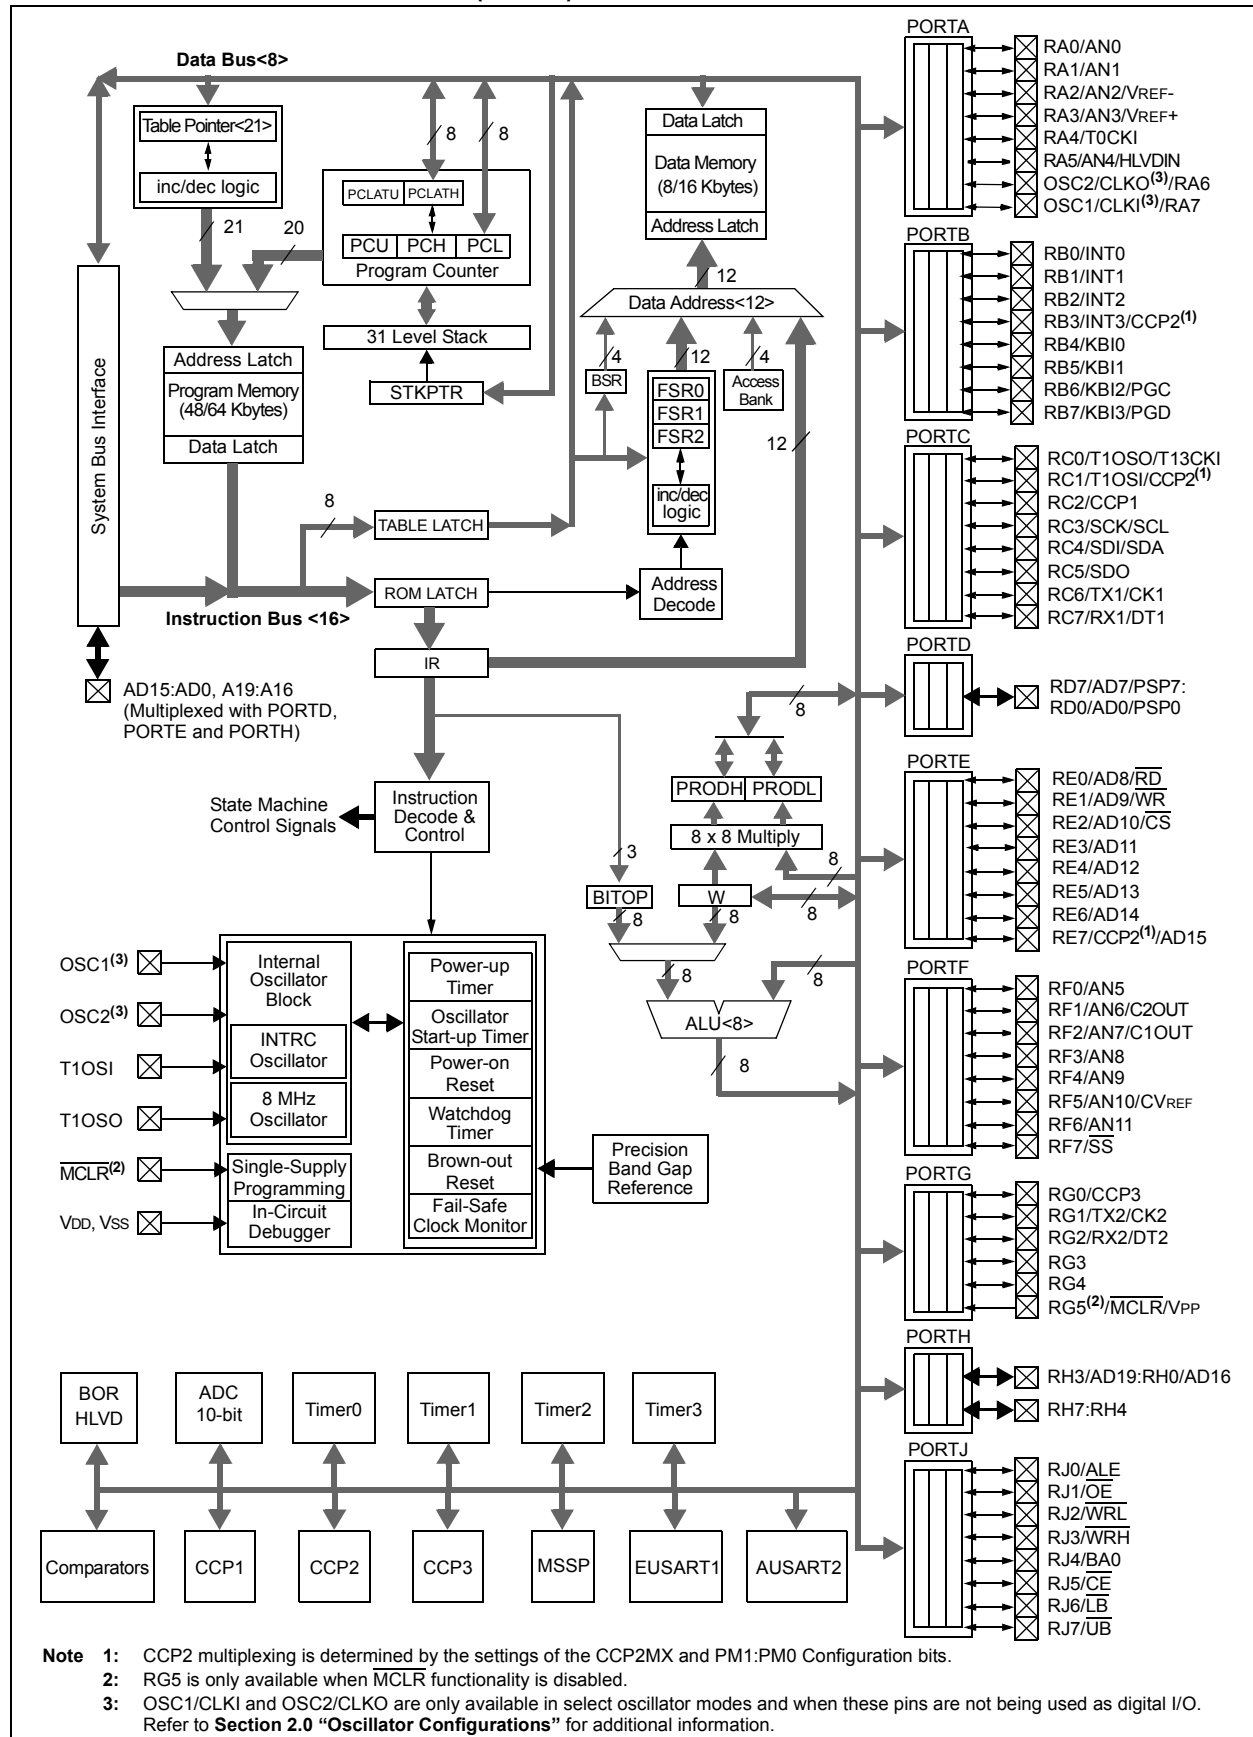 Data Bus<8>
Table Pointer<21>
inc/dec logic
21
20
8
8
PCLATU PCLATH
PCU PCH PCL
Program Counter
31 Level Stack
STKPTR
Data Latch
Data Memory
(8/16 Kbytes)
Address Latch
12
Data Address<12>
4
12
4
BSR
FSR0
FSR1
FSR2
inc/dec
logic
Access
Bank
12
System Bus Interface
Address Latch
Program Memory
(48/64 Kbytes)
Data Latch
8
TABLE LATCH
ROM LATCH
Address
Decode
Instruction Bus <16>
IR
AD15:AD0, A19:A16
(Multiplexed with PORTD,
PORTE and PORTH)
8
PRODH PRODL
State Machine
Control Signals
Instruction
Decode &
Control
8 x 8 Multiply
3
8
BITOP
W
8
8
8
8
8
ALU<8>
8
OSC1(3)
OSC2(3)
T1OSI
T1OSO
MCLR(2)
VDD, VSS
Internal
Oscillator
Block
INTRC
Oscillator
8 MHz
Oscillator
Single-Supply
Programming
In-Circuit
Debugger
Power-up
Timer
Oscillator
Start-up Timer
Power-on
Reset
Watchdog
Timer
Brown-out
Reset
Fail-Safe
Clock Monitor
Precision
Band Gap
Reference
BOR
HLVD
ADC
10-bit
Timer0
Timer1
Timer2
Timer3
Comparators
CCP1
CCP2
CCP3
MSSP
EUSART1
AUSART2
PORTA
RA0/AN0
RA1/AN1
RA2/AN2/VREF-
RA3/AN3/VREF+
RA4/T0CKI
RA5/AN4/HLVDIN
OSC2/CLKO(3)/RA6
OSC1/CLKI(3)/RA7
PORTB
RB0/INT0
RB1/INT1
RB2/INT2
RB3/INT3/CCP2(1)
RB4/KBI0
RB5/KBI1
RB6/KBI2/PGC
RB7/KBI3/PGD
PORTC
RC0/T1OSO/T13CKI
RC1/T1OSI/CCP2(1)
RC2/CCP1
RC3/SCK/SCL
RC4/SDI/SDA
RC5/SDO
RC6/TX1/CK1
RC7/RX1/DT1
PORTD
RD7/AD7/PSP7:
RD0/AD0/PSP0
PORTE
RE0/AD8/RD
RE1/AD9/WR
RE2/AD10/CS
RE3/AD11
RE4/AD12
RE5/AD13
RE6/AD14
RE7/CCP2(1)/AD15
PORTF
RF0/AN5
RF1/AN6/C2OUT
RF2/AN7/C1OUT
RF3/AN8
RF4/AN9
RF5/AN10/CVREF
RF6/AN11
RF7/SS
PORTG
RG0/CCP3
RG1/TX2/CK2
RG2/RX2/DT2
RG3
RG4
RG5(2)/MCLR/VPP
PORTH
RH3/AD19:RH0/AD16
RH7:RH4
PORTJ
RJ0/ALE
RJ1/OE
RJ2/WRL
RJ3/WRH
RJ4/BA0
RJ5/CE
RJ6/LB
RJ7/UB
Note 1: CCP2 multiplexing is determined by the settings of the CCP2MX and PM1:PM0 Configuration bits.
2: RG5 is only available when MCLR functionality is disabled.
3: OSC1/CLKI and OSC2/CLKO are only available in select oscillator modes and when these pins are not being used as digital I/O.
Refer to Section 2.0 “Oscillator Configurations” for additional information.